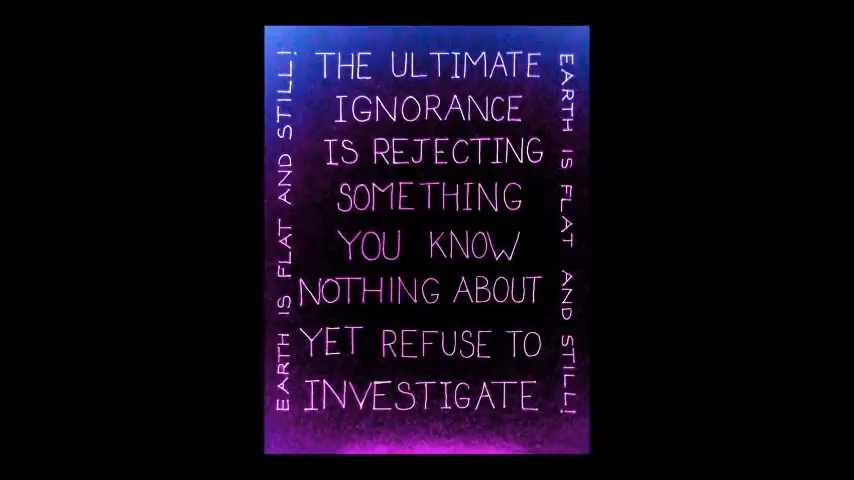 THE ULTIMATE
IGNORANCE
IS REJECTING
SOMETHING
YOU KNOW
NOTHING ABOUT
YET REFUSE TO
INVESTIGATE
EARTH IS FLAT AND STILL!
EARTH IS FLAT AND STILL!